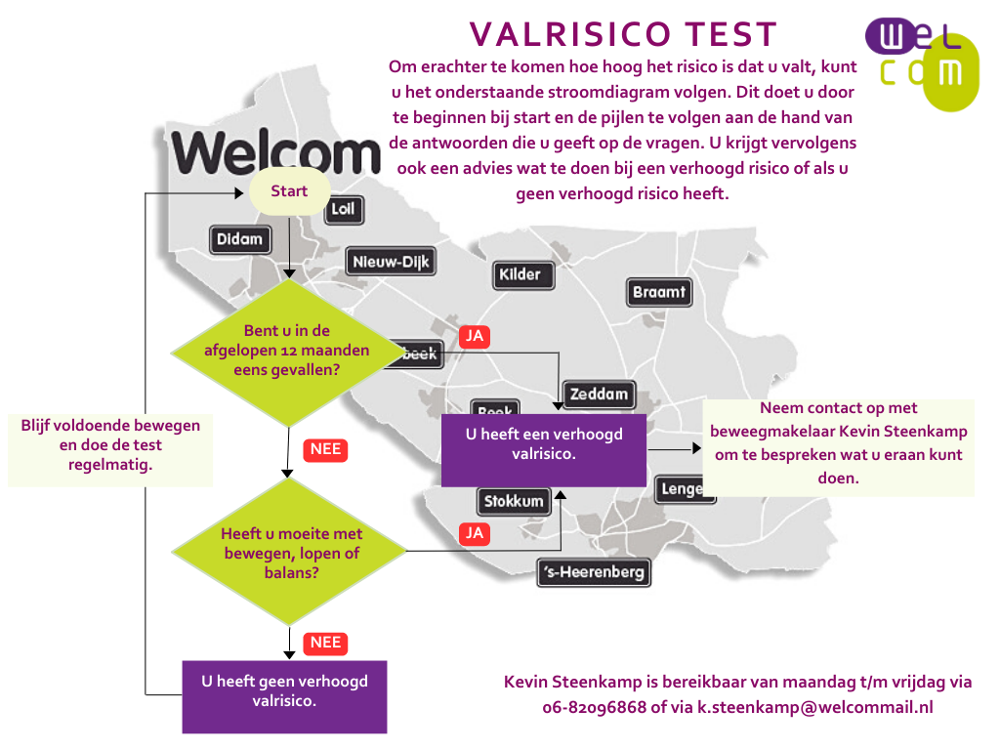 VALRISICO TEST
welcom
Om erachter te komen hoe hoog het risico is dat u valt, kunt
u het onderstaande stroomdiagram volgen. Dit doet u door
te beginnen bij start en de pijlen te volgen aan de hand van
de antwoorden die u geeft op de vragen. U krijgt vervolgens
ook een advies wat te doen bij een verhoogd risico of als u
geen verhoogd risico heeft.
Welcom
Start
Loil
Didam
Nieuw-Dijk
Kilder
Braamt
Bent u in de
afgelopen 12 maanden
eens gevallen?
JA
beek
Zeddam
Beek
Blijf voldoende bewegen
en doe de test
regelmatig.
NEE
U heeft een verhoogd
valrisico.
Neem contact op met
beweegmakelaar Kevin Steenkamp
om te bespreken wat u eraan kunt
doen.
Lenge
Stokkum
Heeft u moeite met
bewegen, lopen of
balans?
JA
's-Heerenberg
NEE
U heeft geen verhoogd
valrisico.
Kevin Steenkamp is bereikbaar van maandag t/m vrijdag via
06-82096868 of via k.steenkamp@welcommail.nl